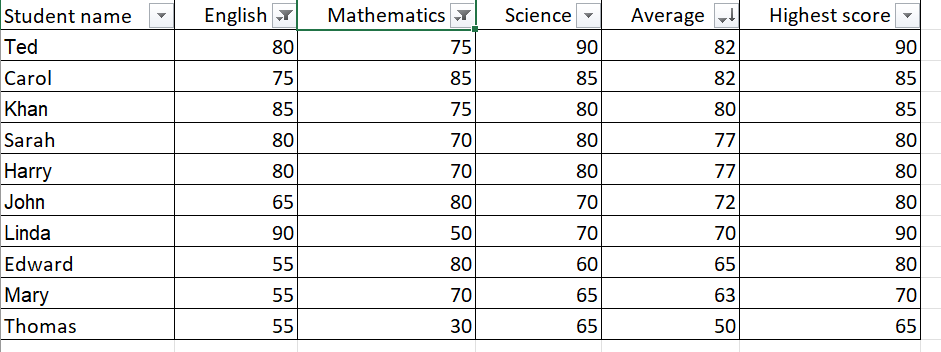 Student name English Mathematics Science Average Highest score
Ted 80 75 90 82 90
Carol 75 85 85 82 85
Khan 85 75 80 80 85
Sarah 80 70 80 77 80
Harry 80 70 80 77 80
John 65 80 70 72 80
Linda 90 50 70 70 90
Edward 55 80 60 65 80
Mary 55 70 65 63 70
Thomas 55 30 65 50 65